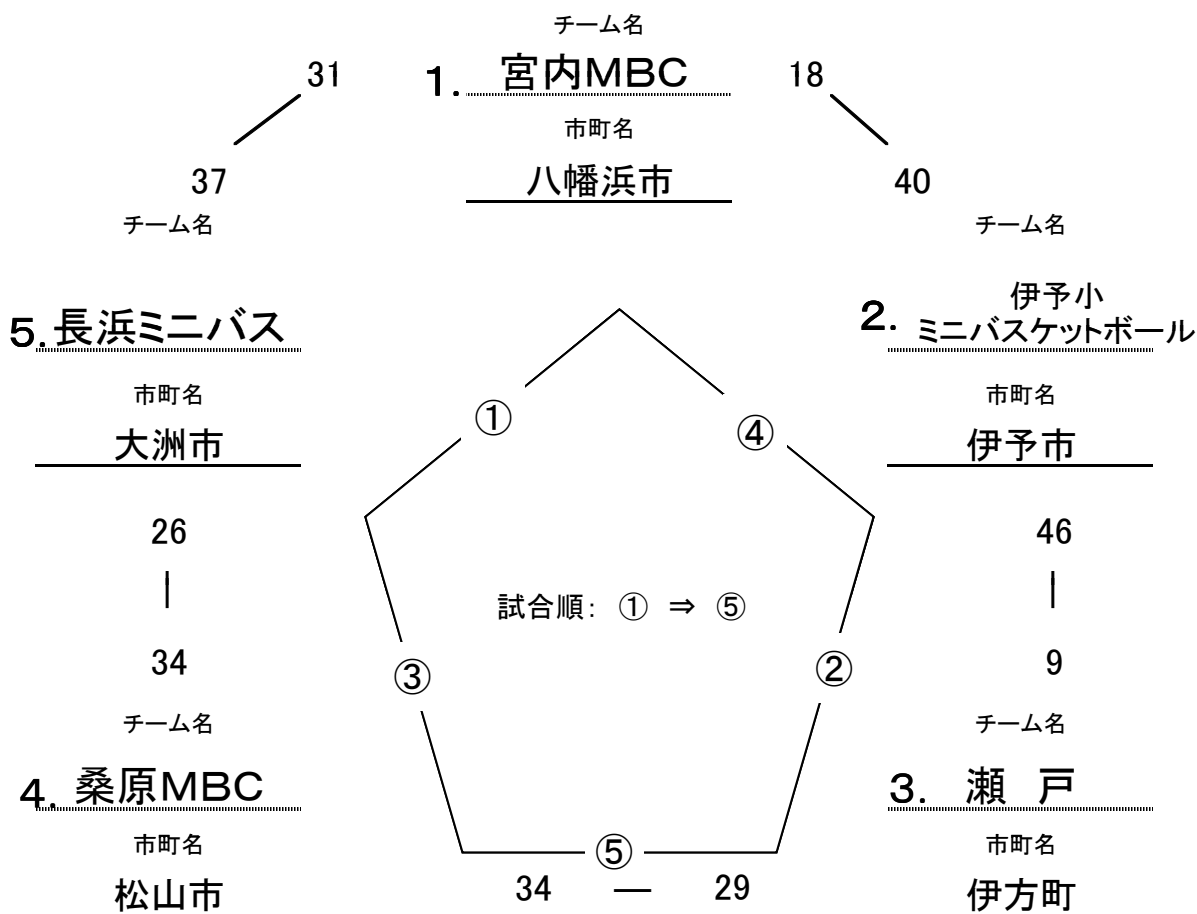 チーム名
1. 宮内MBC
市町名
八幡浜市
31
37
18
40
チーム名
5. 長浜ミニバス
市町名
大洲市
チーム名
2. 伊予小
ミニバスケットボール
市町名
伊予市
①
④
26
|
34
試合順： ① ⇒ ⑤
46
|
9
③
②
チーム名
4. 桑原MBC
市町名
松山市
⑤
34 ― 29
チーム名
3. 瀬 戸
市町名
伊方町